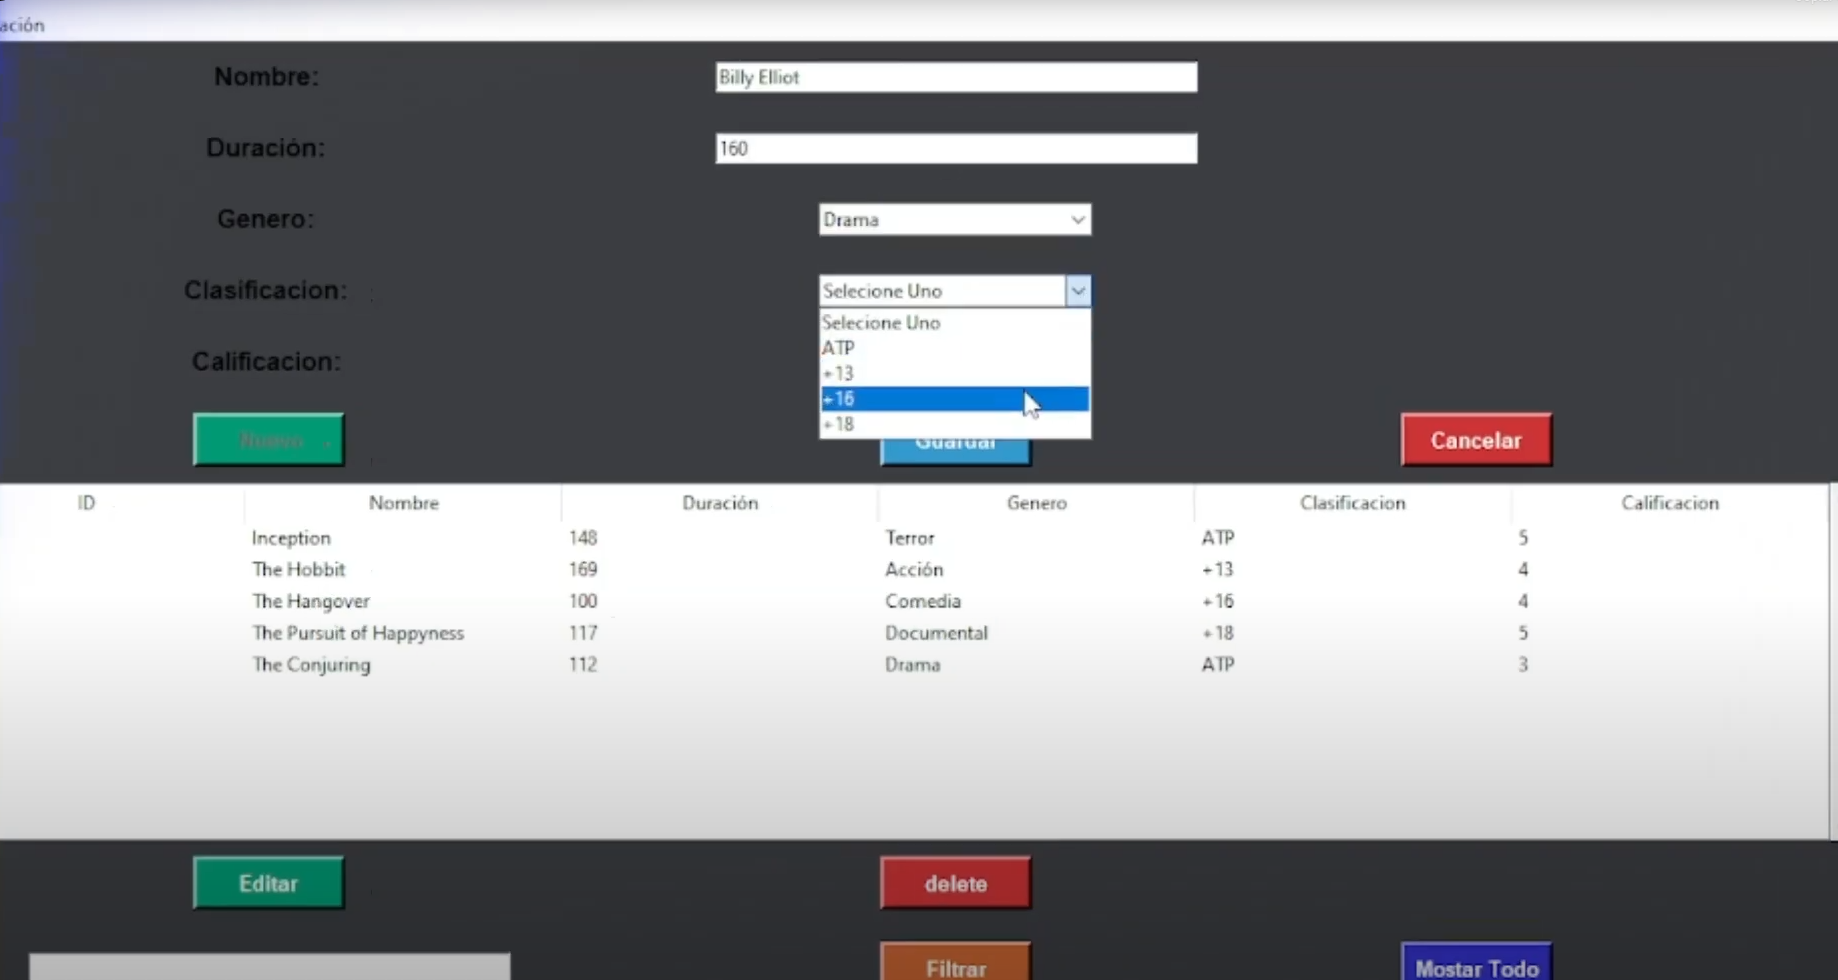 ación
Nombre: Billy Elliot
Duración: 160
Genero: Drama
Clasificacion: Selecione Uno
Selecione Uno
ATP
+13
+16
+18
Calificacion:
Nuevo Guardar Cancelar
ID Nombre Duración Genero Clasificacion Calificacion
Inception 148 Terror ATP 5
The Hobbit 169 Acción +13 4
The Hangover 100 Comedia +16 4
The Pursuit of Happyness 117 Documental +18 5
The Conjuring 112 Drama ATP 3
Editar delete
Filtrar Mostar Todo